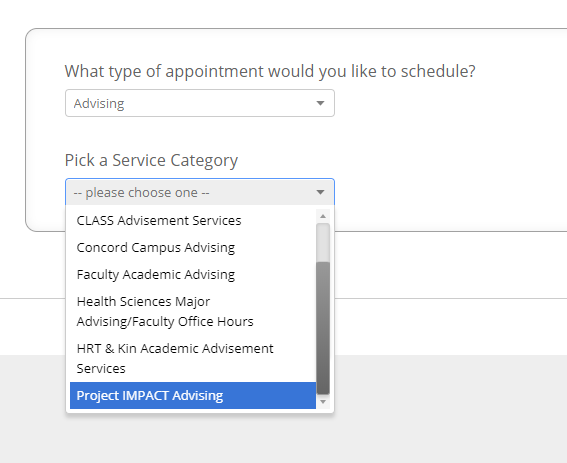 What type of appointment would you like to schedule?
Advising
Pick a Service Category
-- please choose one --
CLASS Advisement Services
Concord Campus Advising
Faculty Academic Advising
Health Sciences Major
Advising/Faculty Office Hours
HRT & Kin Academic Advisement
Services
Project IMPACT Advising